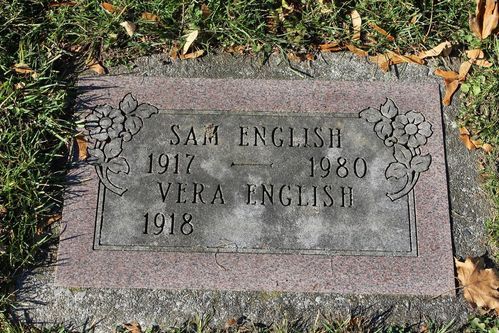 SAM ENGLISH
1917 — 1980
VERA ENGLISH
1918